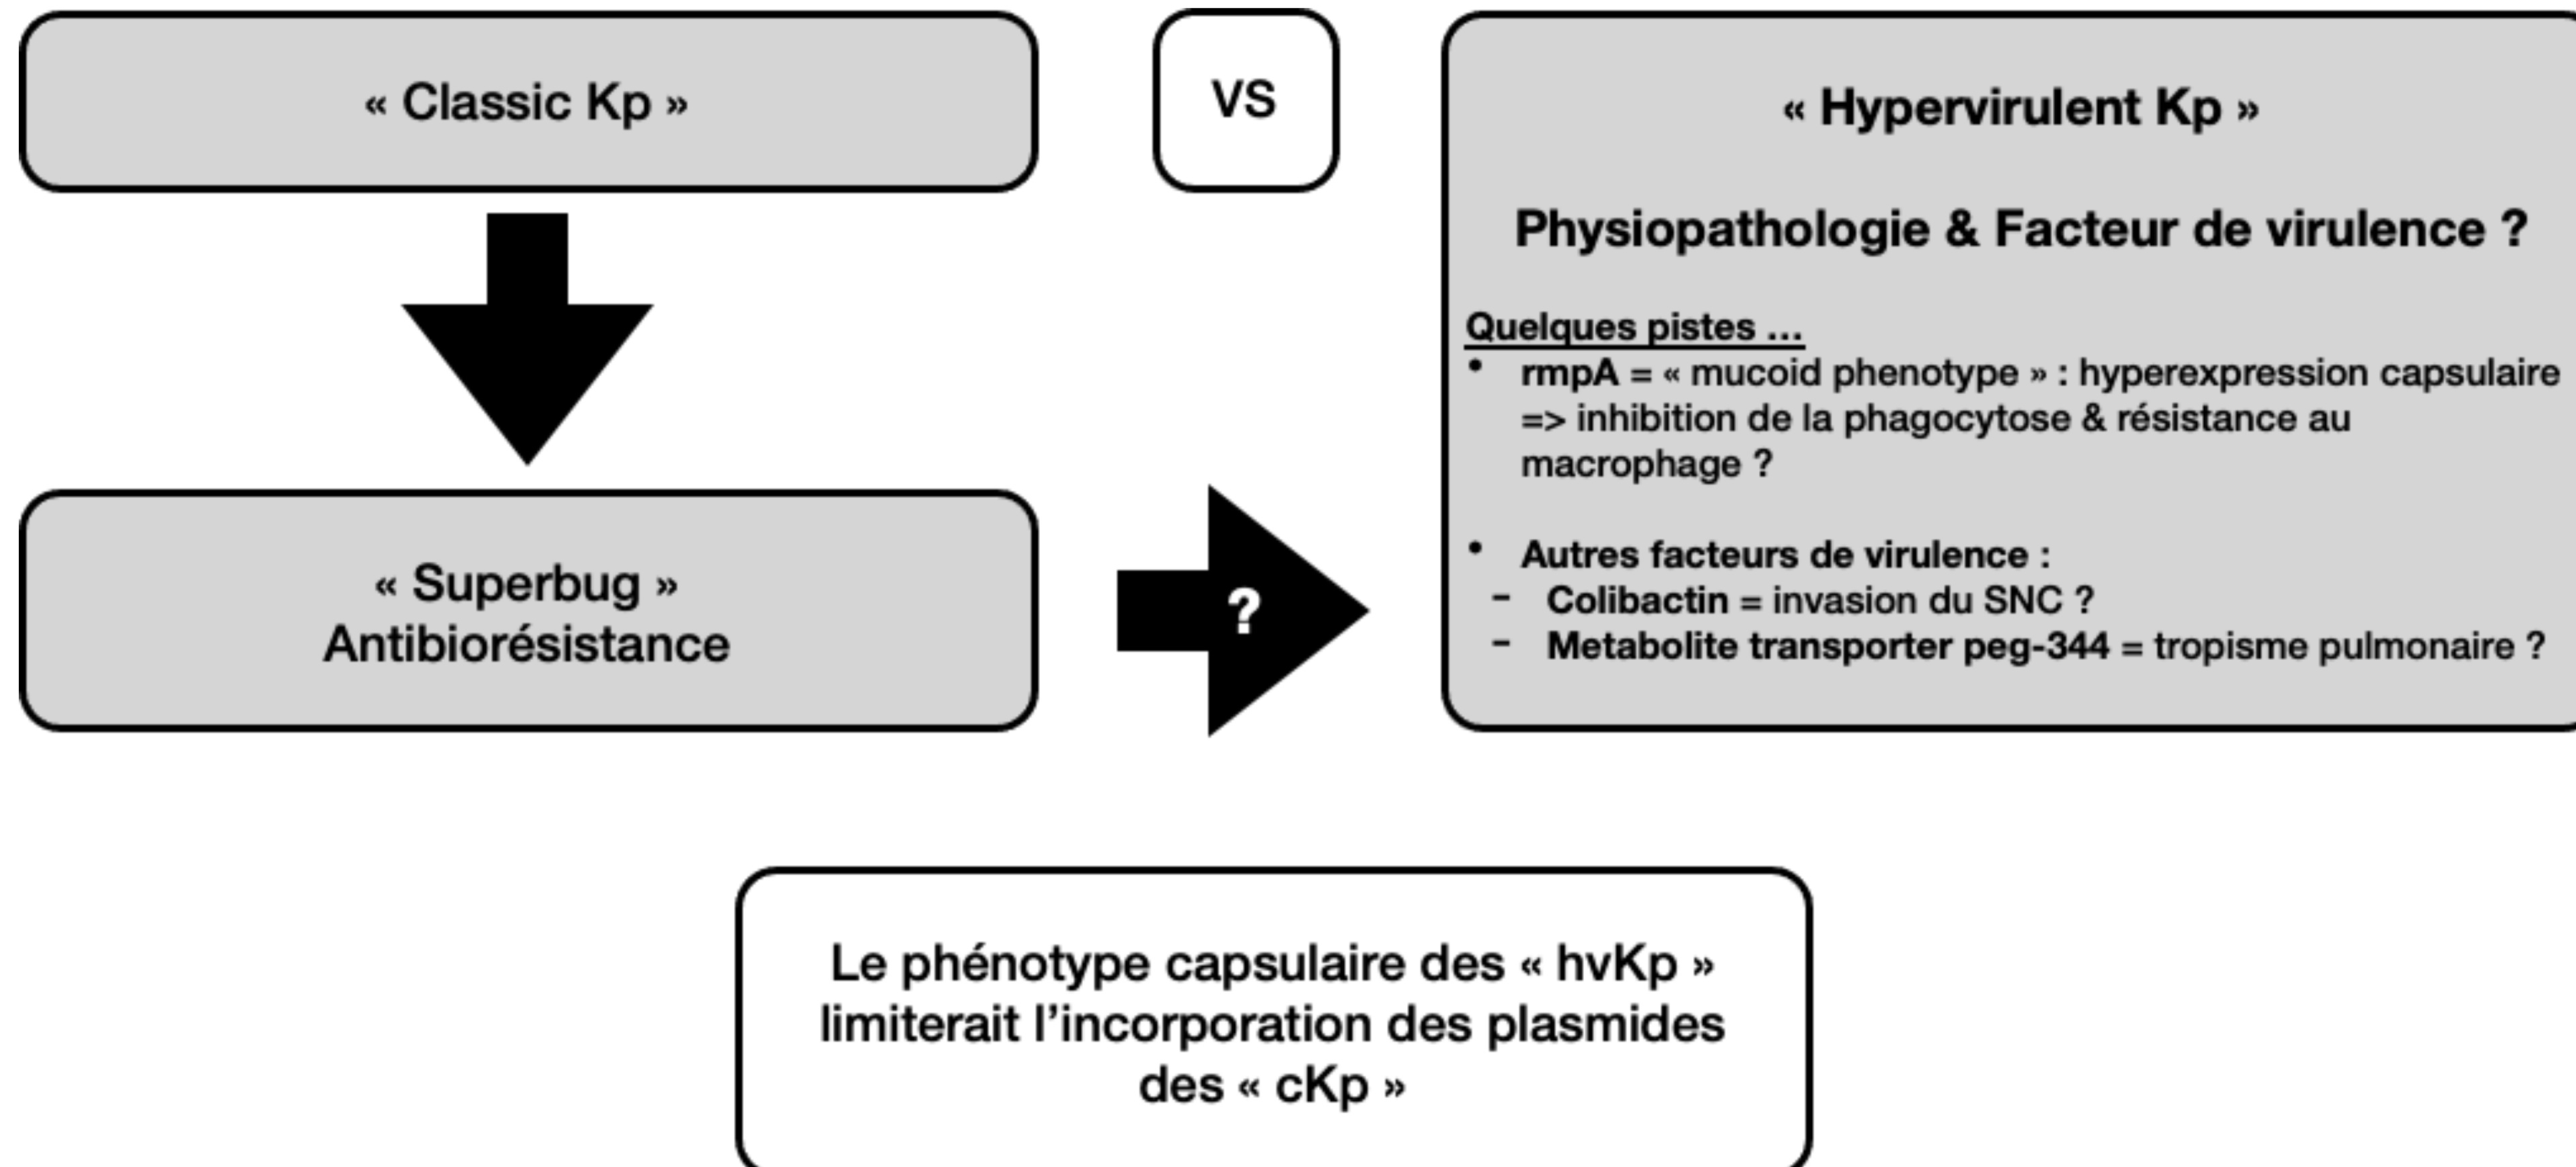 « Classic Kp »
VS
« Hypervirulent Kp »
Physiopathologie & Facteur de virulence ?
Quelques pistes ...
• rmpA = « mucoid phenotype » : hyperexpression capsulaire
=> inhibition de la phagocytose & résistance au
macrophage ?
• Autres facteurs de virulence :
- Colibactin = invasion du SNC ?
- Metabolite transporter peg-344 = tropisme pulmonaire ?
« Superbug »
Antibiorésistance
?
Le phénotype capsulaire des « hvKp »
limiterait l’incorporation des plasmides
des « cKp »